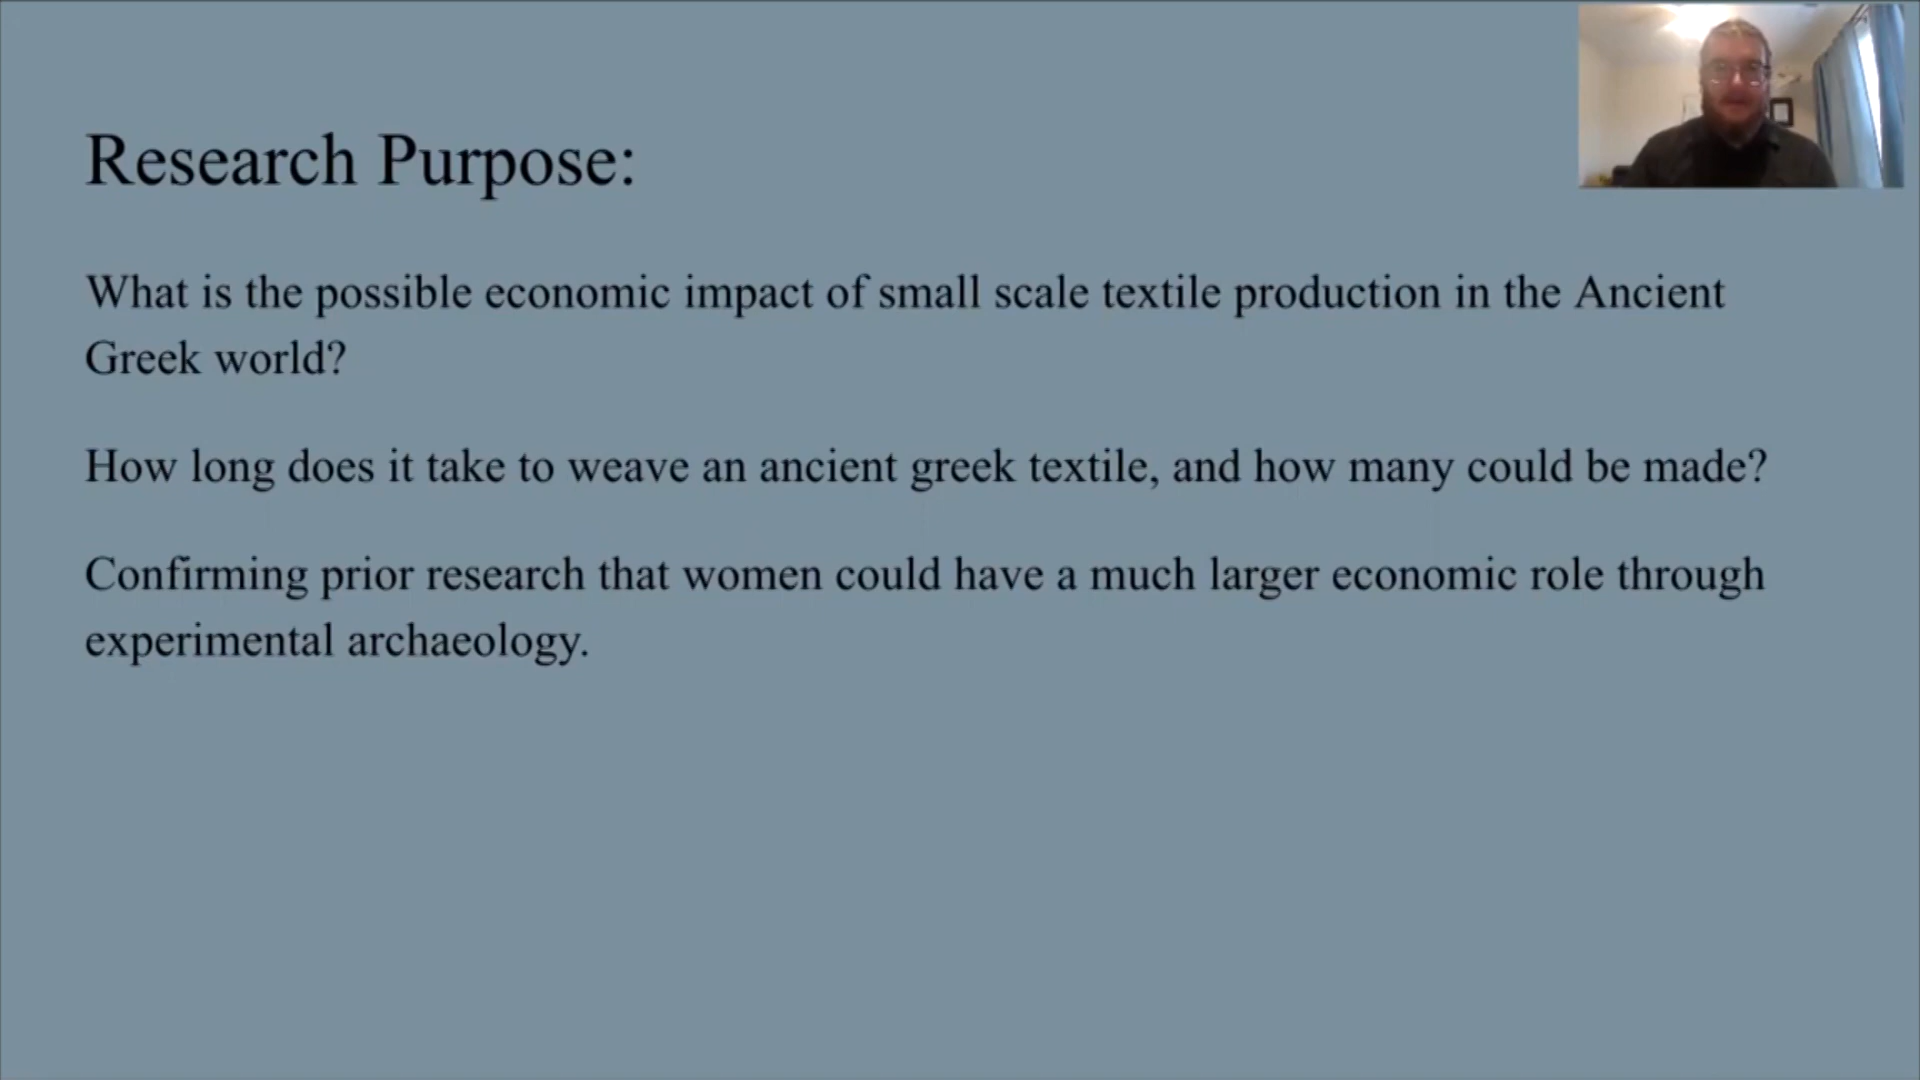 Research Purpose:
What is the possible economic impact of small scale textile production in the Ancient
Greek world?
How long does it take to weave an ancient greek textile, and how many could be made?
Confirming prior research that women could have a much larger economic role through
experimental archaeology.